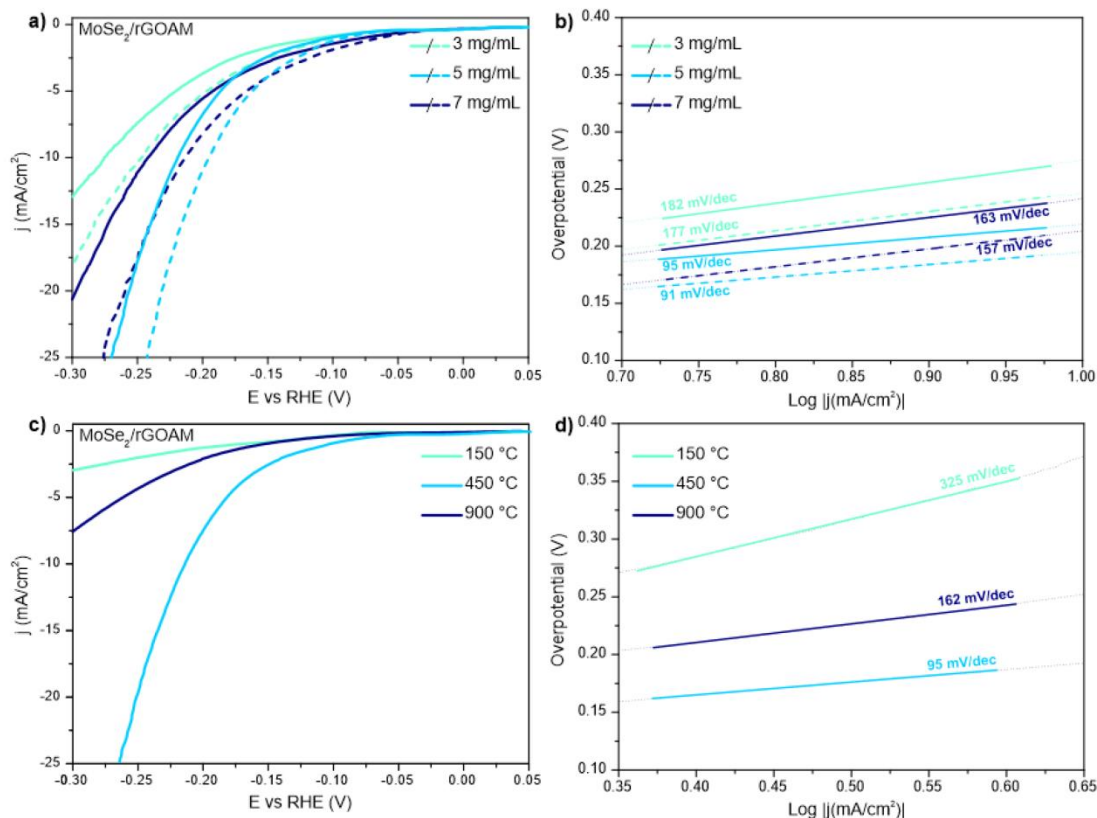 a)
MoSe2/rGOAM
3 mg/mL
5 mg/mL
7 mg/mL
0
-5
-10
-15
-20
-25
j (mA/cm²)
-0.30 -0.25 -0.20 -0.15 -0.10 -0.05 0.00 0.05
E vs RHE (V)
b)
3 mg/mL
5 mg/mL
7 mg/mL
0.40
0.35
0.30
0.25
0.20
0.15
0.10
Overpotential (V)
182 mV/dec
177 mV/dec
163 mV/dec
95 mV/dec
157 mV/dec
91 mV/dec
0.70 0.75 0.80 0.85 0.90 0.95 1.00
Log |j(mA/cm²)|
c)
MoSe2/rGOAM
150 °C
450 °C
900 °C
0
-5
-10
-15
-20
-25
j (mA/cm²)
-0.30 -0.25 -0.20 -0.15 -0.10 -0.05 0.00 0.05
E vs RHE (V)
d)
150 °C
450 °C
900 °C
0.40
0.35
0.30
0.25
0.20
0.15
0.10
Overpotential (V)
325 mV/dec
162 mV/dec
95 mV/dec
0.35 0.40 0.45 0.50 0.55 0.60 0.65
Log |j(mA/cm²)|